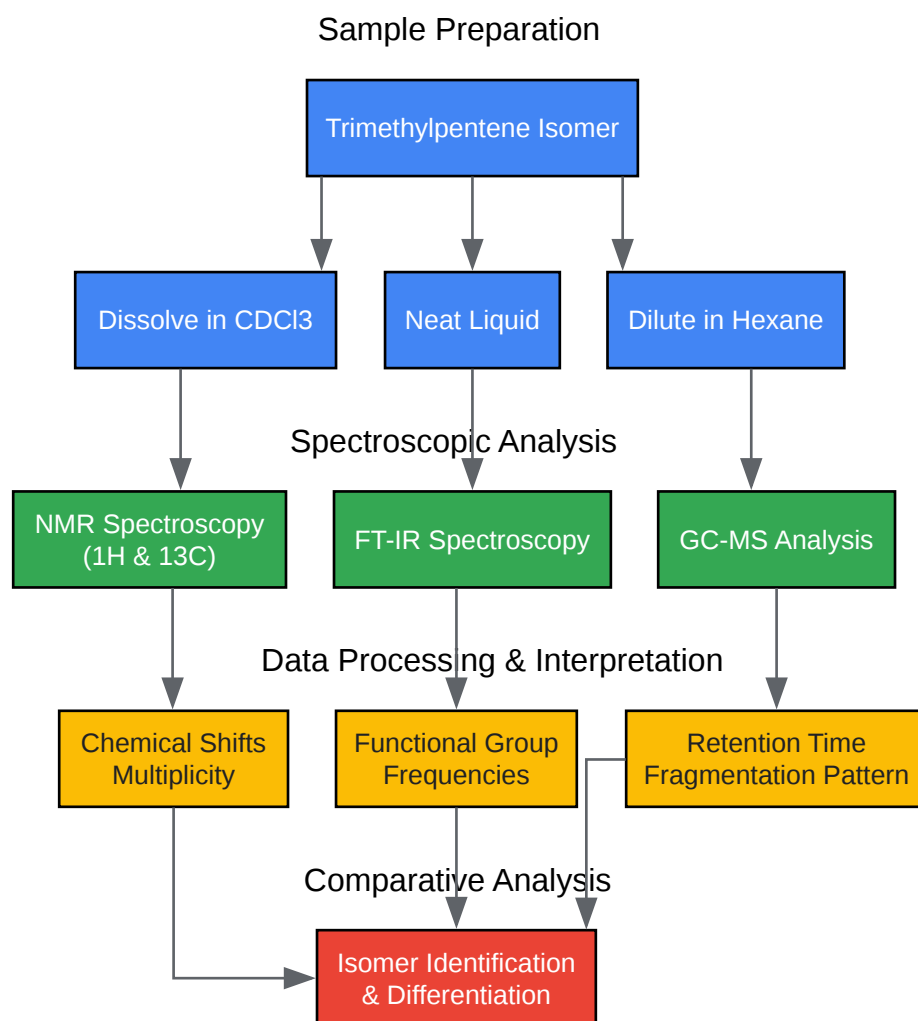 Sample Preparation
Trimethylpentene Isomer
Dissolve in CDCl3
Neat Liquid
Dilute in Hexane
Spectroscopic Analysis
NMR Spectroscopy
(1H & 13C)
FT-IR Spectroscopy
GC-MS Analysis
Data Processing & Interpretation
Chemical Shifts
Multiplicity
Functional Group
Frequencies
Retention Time
Fragmentation Pattern
Comparative Analysis
Isomer Identification
& Differentiation